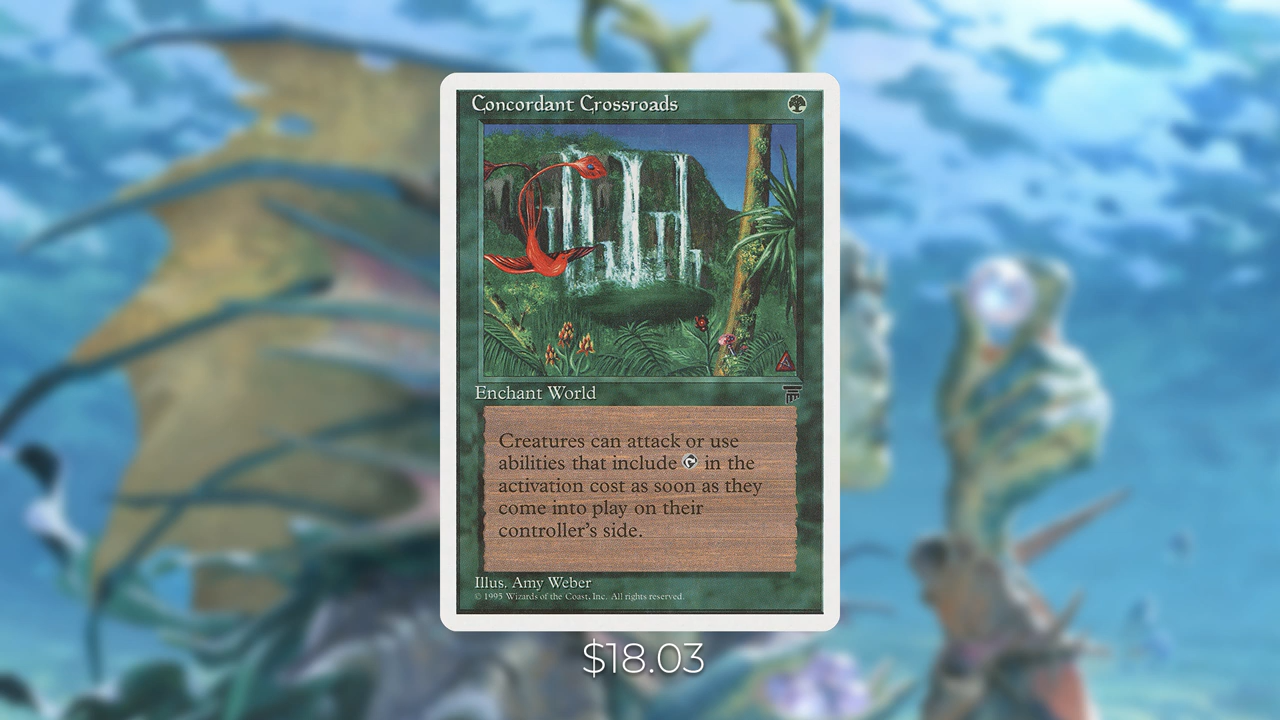 Concordant Crossroads
Enchant World
Creatures can attack or use
abilities that include in the
activation cost as soon as they
come into play on their
controller's side.
Illus. Amy Weber
© 1995 Wizards of the Coast, Inc. All rights reserved.
$18.03